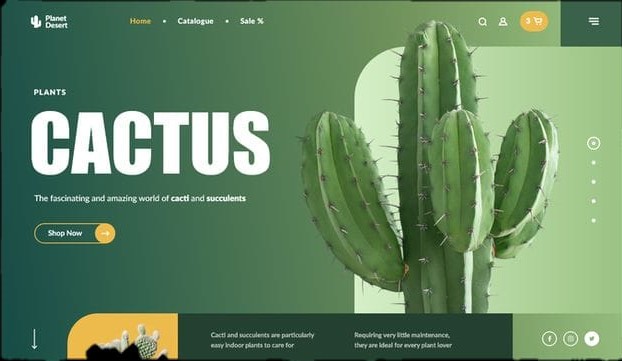 Planet
Desert
Home • Catalogue • Sale %
3
PLANTS
CACTUS
The fascinating and amazing world of cacti and succulents
Shop Now
Cacti and succulents are particularly
easy indoor plants to care for
Requiring very little maintenance,
they are ideal for every plant lover